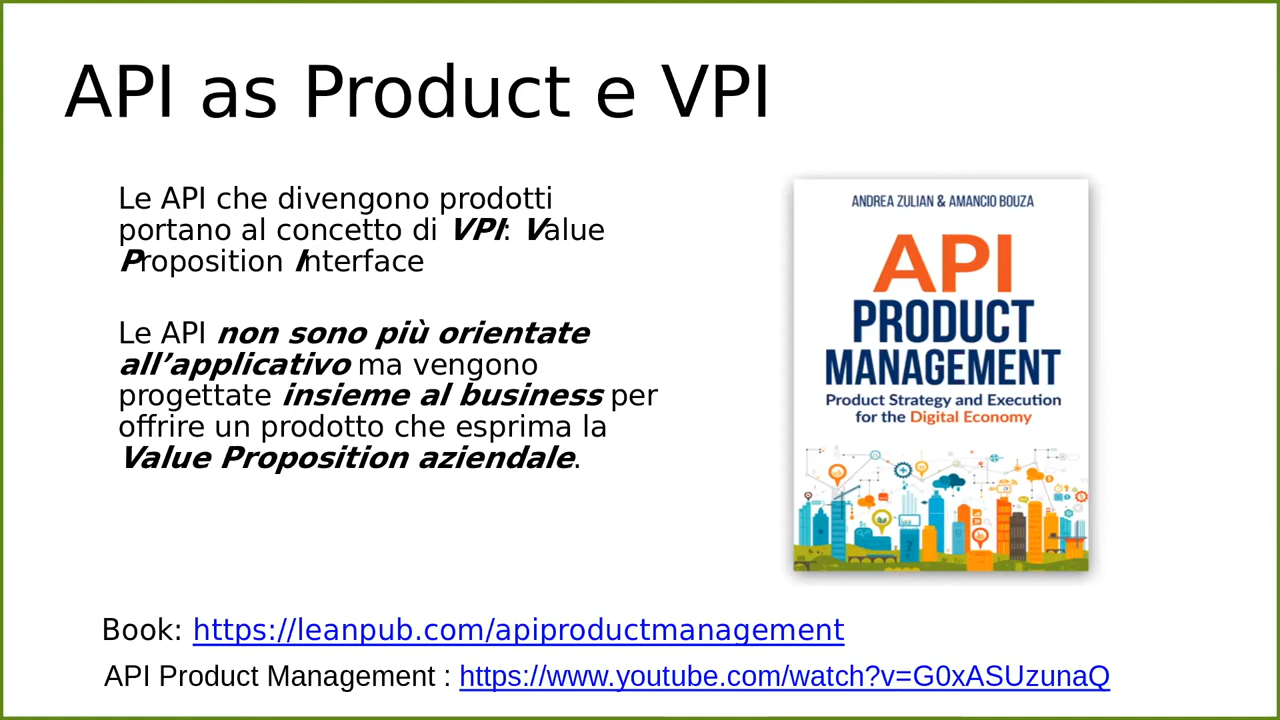 API as Product e VPI
Le API che divengono prodotti
portano al concetto di VPI: Value
Proposition Interface
Le API non sono più orientate
all’applicativo ma vengono
progettate insieme al business per
offrire un prodotto che esprima la
Value Proposition aziendale.
ANDREA ZULIAN & AMANCIO BOUZA
API
PRODUCT
MANAGEMENT
Product Strategy and Execution
for the Digital Economy
Book: https://leanpub.com/apiproductmanagement
API Product Management : https://www.youtube.com/watch?v=G0xASUzunaQ